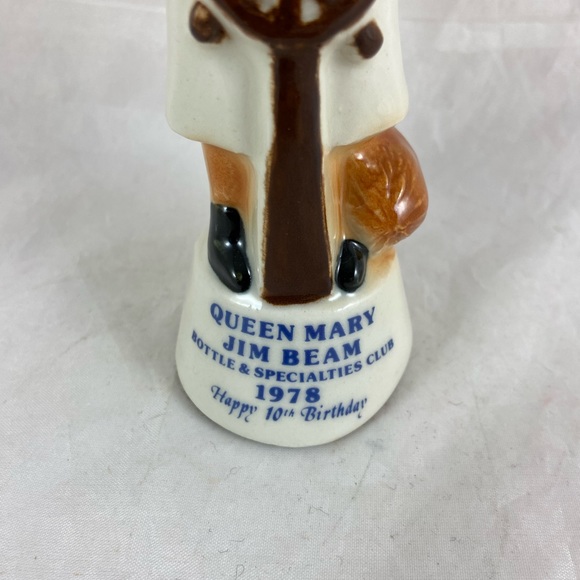 QUEEN MARY
JIM BEAM
BOTTLE & SPECIALTIES CLUB
1978
Happy 10th Birthday